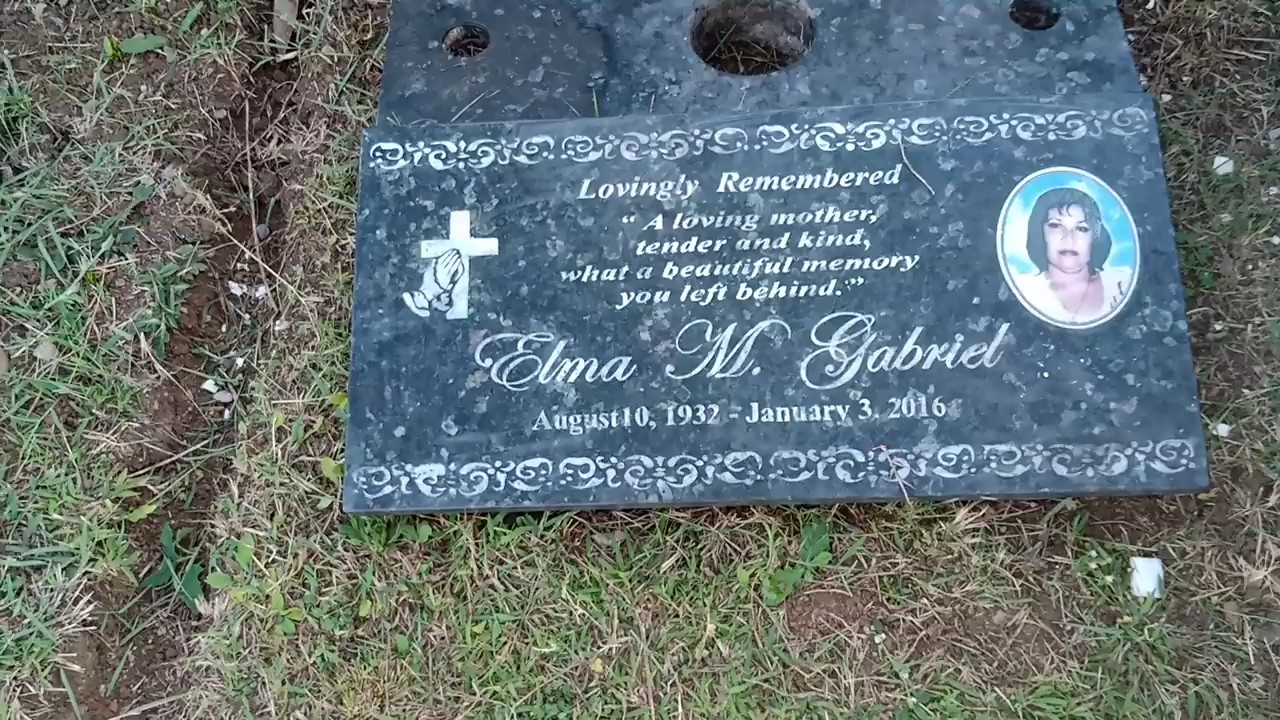 Lovingly Remembered
“ A loving mother,
tender and kind,
what a beautiful memory
you left behind.”
Elma M. Gabriel
August10, 1932 - January 3, 2016